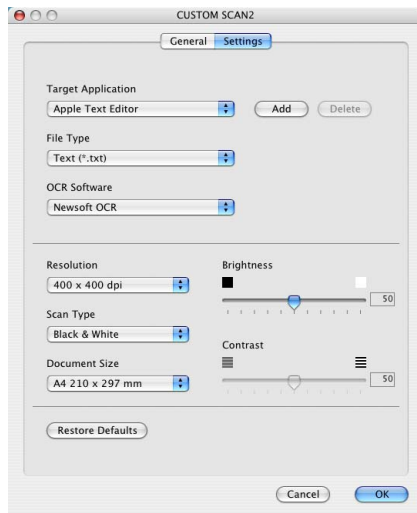 CUSTOM SCAN2
General Settings
Target Application
Apple Text Editor Add Delete
File Type
Text (*.txt)
OCR Software
Newsoft OCR
Resolution Brightness
400 x 400 dpi 50
Scan Type
Black & White
Contrast
Document Size
A4 210 x 297 mm 50
Restore Defaults
Cancel OK